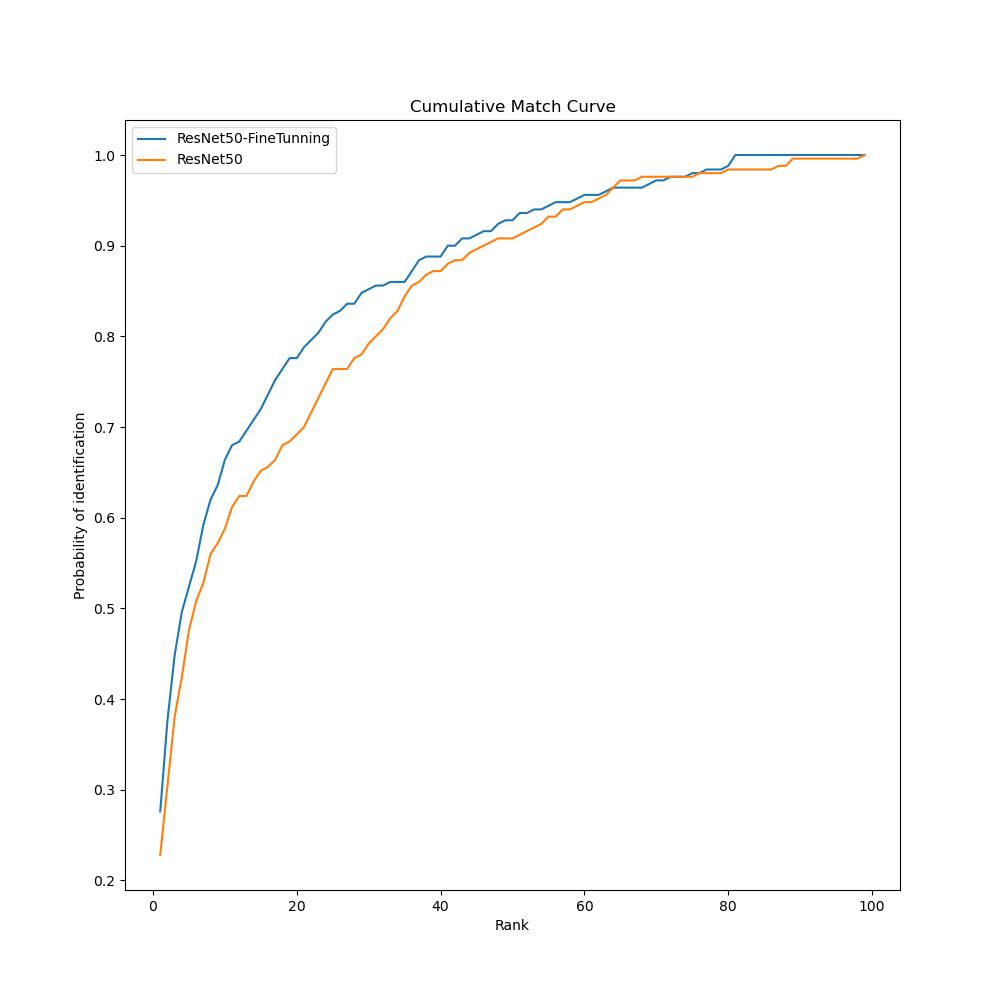 Cumulative Match Curve
ResNet50-FineTunning
ResNet50
1.0
0.9
0.8
0.7
0.6
0.5
0.4
0.3
0.2
Probability of identification
0 20 40 60 80 100
Rank